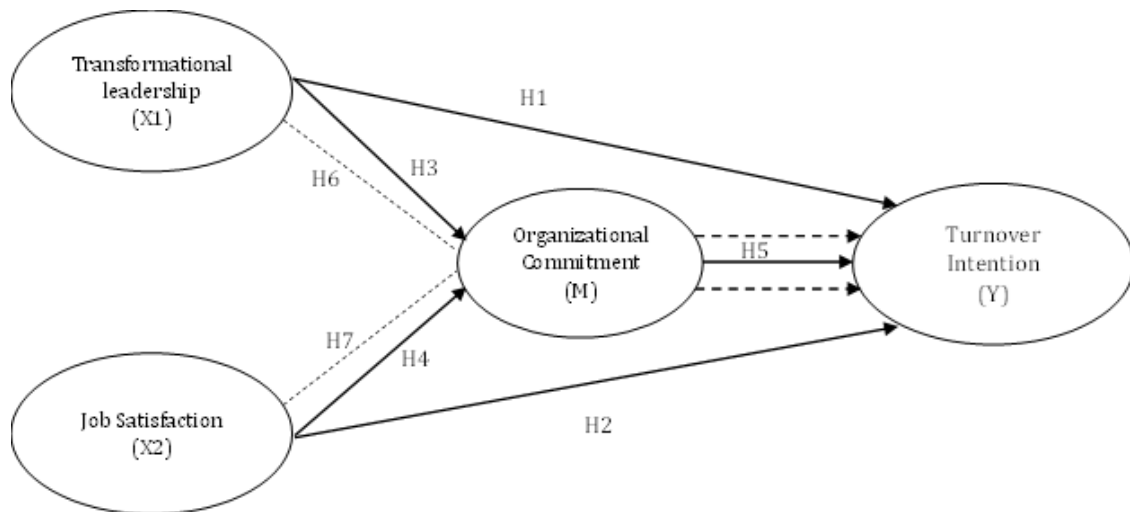 Transformational
leadership
(X1)
H1
H3
H6
Organizational
Commitment
(M)
H5
Turnover
Intention
(Y)
H7
H4
Job Satisfaction
(X2)
H2